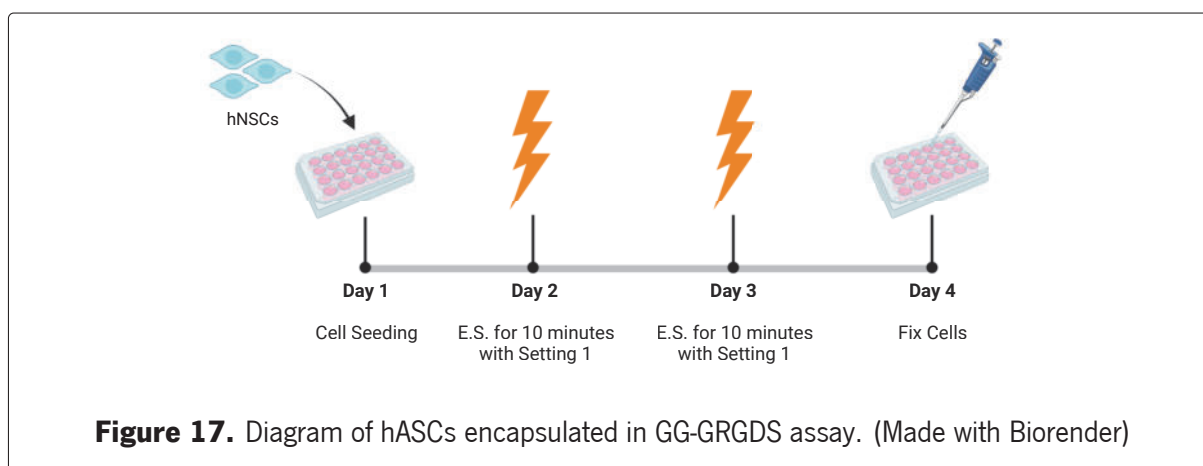 hNSCs
Day 1
Day 2
Day 3
Day 4
Cell Seeding
E.S. for 10 minutes
with Setting 1
E.S. for 10 minutes
with Setting 1
Fix Cells
Figure 17. Diagram of hASCs encapsulated in GG-GRGDS assay. (Made with Biorender)